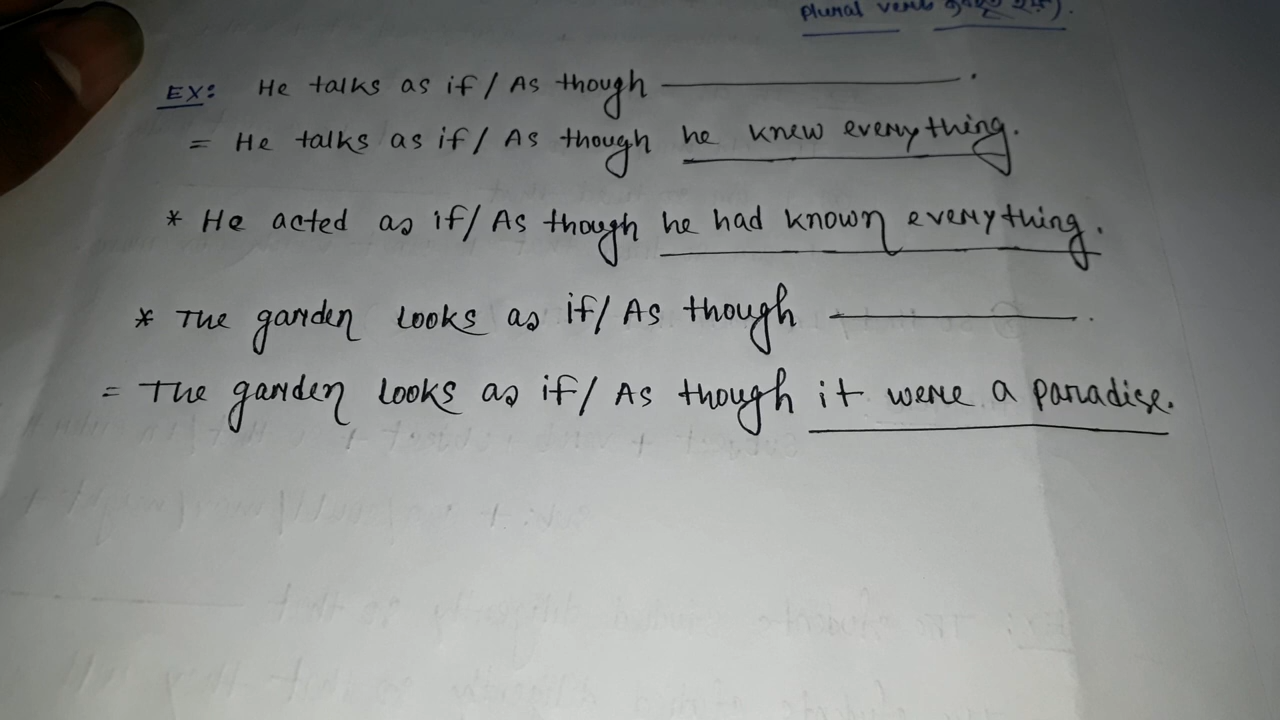 plural verb
EX: He talks as if / As though ―――.
= He talks as if / As though he knew everything.
* He acted as if / As though he had known everything.
* The garden looks as if / As though ―――.
= The garden looks as if / As though it were a paradise.